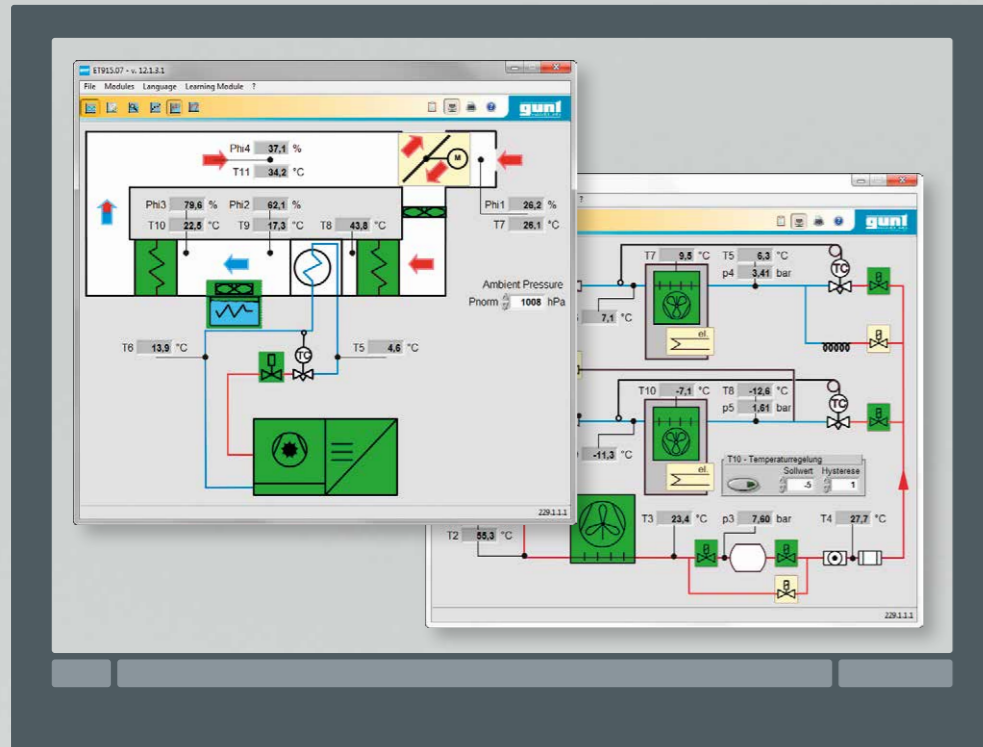 ET915.07 - v. 12.1.3.1
File Modules Language Learning Module ?
gunt
Phi4 37,1 %
T11 34,2 °C
M
Phi3 79,6 % Phi2 62,1 %
T10 22,5 °C T9 17,3 °C T8 43,8 °C
Phi1 26,2 %
T7 26,1 °C
Ambient Pressure
Pnorm 1008 hPa
T6 13,9 °C
TC
T5 4,6 °C
229.1.1.1
?
gunt
T7 9,5 °C T5 6,3 °C
p4 3,41 bar
TC
7,1 °C
el.
T10 -7,1 °C T8 -12,6 °C
p5 1,61 bar
TC
-11,3 °C
el.
T10 - Temperaturregelung
Sollwert Hysterese
-5 1
T3 23,4 °C p3 7,60 bar T4 27,7 °C
T2 55,3 °C
229.1.1.1